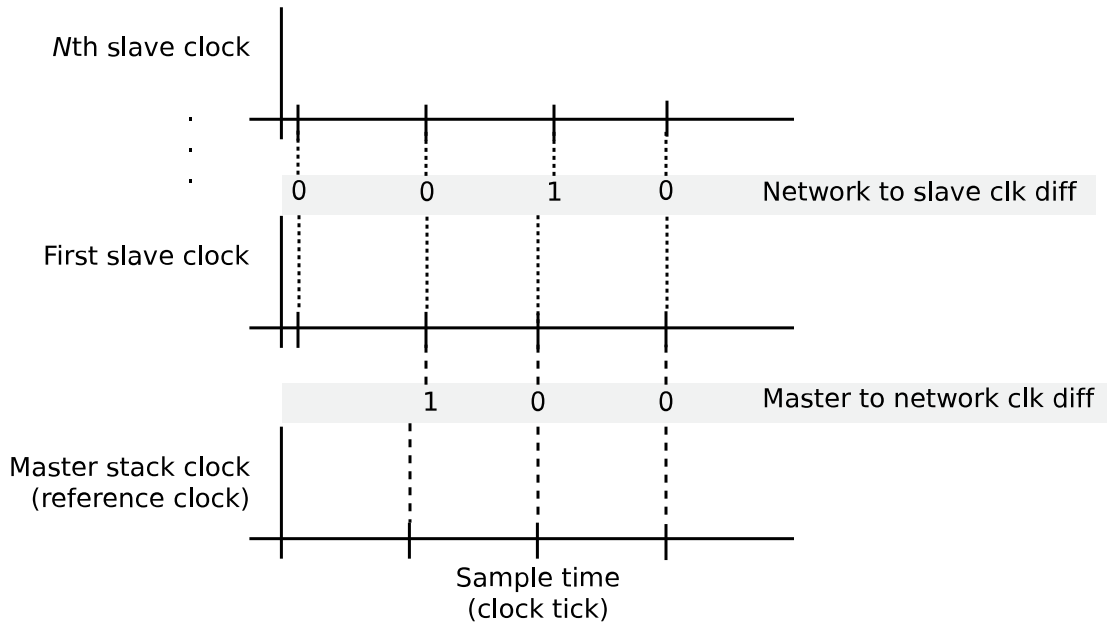 Nth slave clock
.
.
.
0 0 1 0 Network to slave clk diff
First slave clock
1 0 0 Master to network clk diff
Master stack clock
(reference clock)
Sample time
(clock tick)